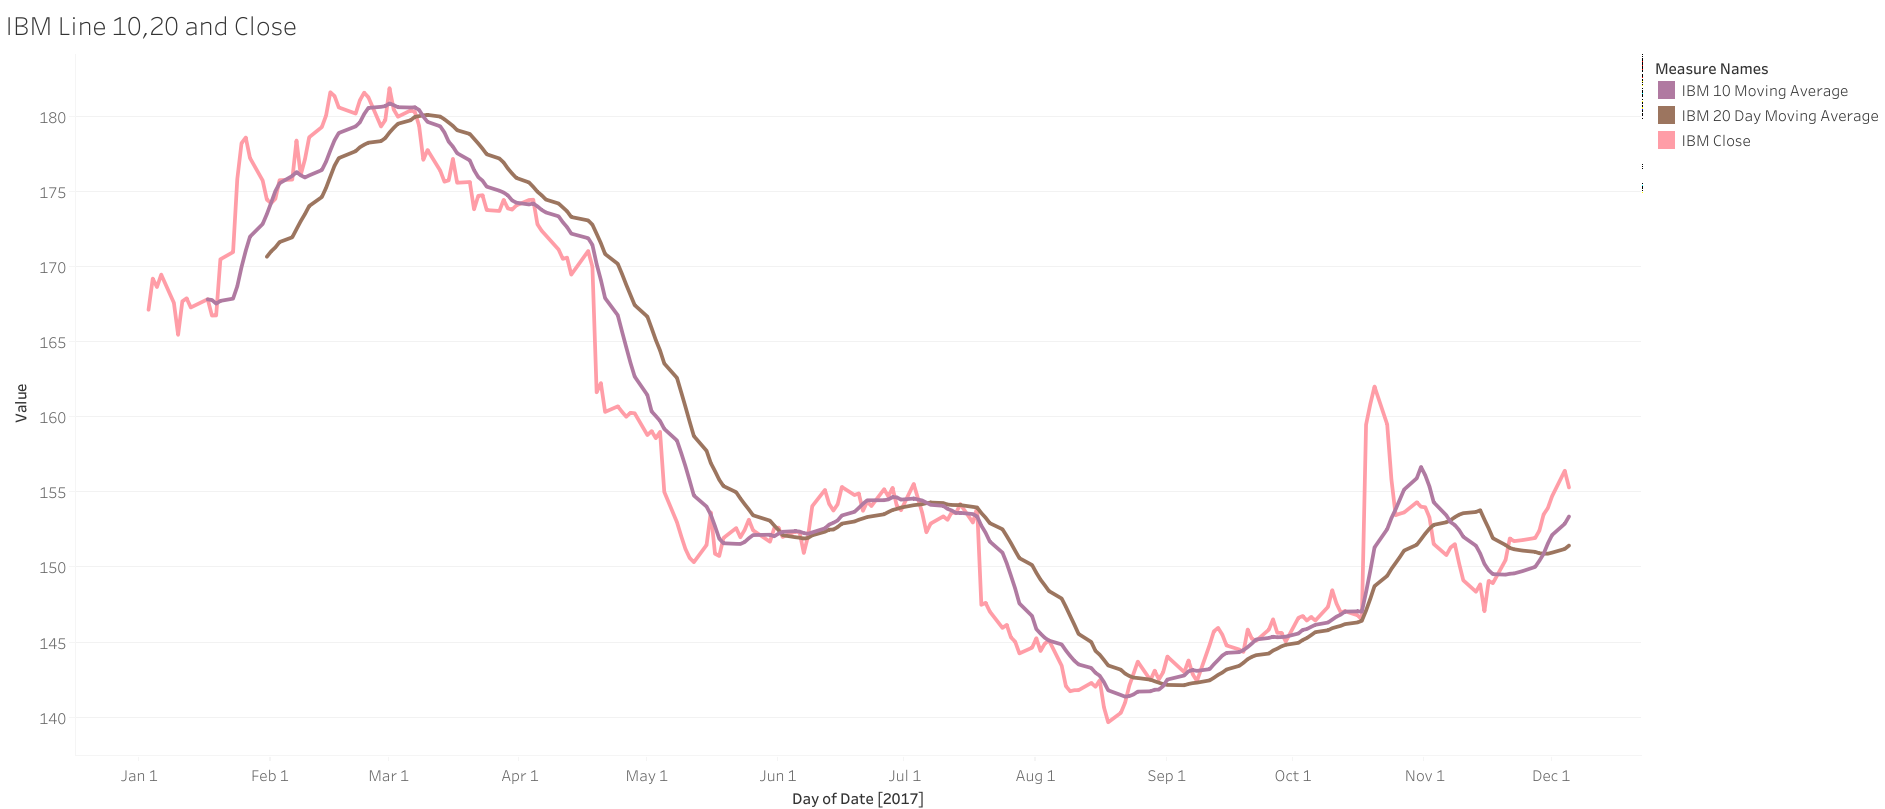 IBM Line 10,20 and Close
Measure Names
IBM 10 Moving Average
IBM 20 Day Moving Average
IBM Close
180
175
170
165
160
155
150
145
140
Value
Jan 1
Feb 1
Mar 1
Apr 1
May 1
Jun 1
Jul 1
Aug 1
Sep 1
Oct 1
Nov 1
Dec 1
Day of Date [2017]